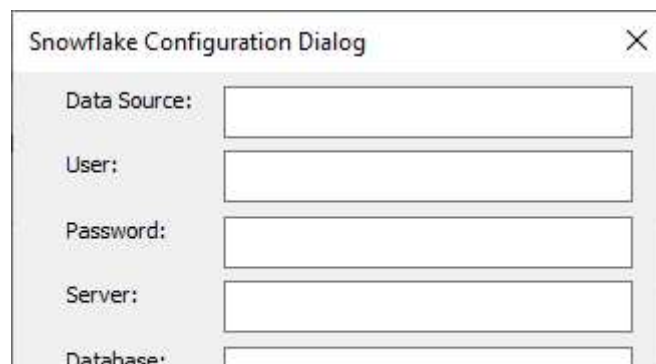 Snowflake Configuration Dialog
Data Source:
User:
Password:
Server:
Database: